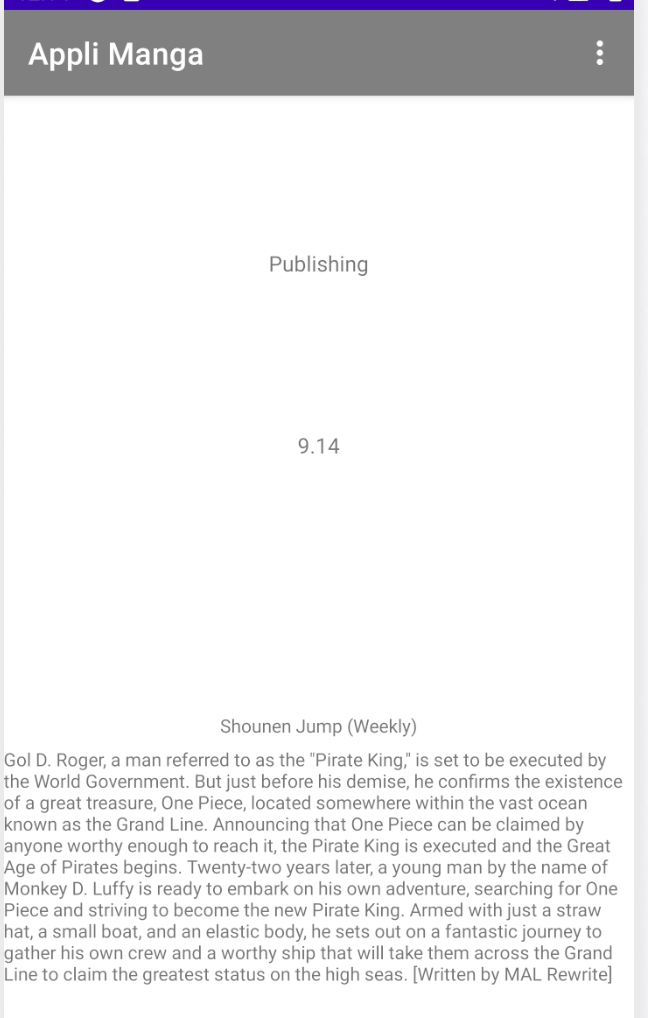 Appli Manga
Publishing
9.14
Shounen Jump (Weekly)
Gol D. Roger, a man referred to as the "Pirate King," is set to be executed by
the World Government. But just before his demise, he confirms the existence
of a great treasure, One Piece, located somewhere within the vast ocean
known as the Grand Line. Announcing that One Piece can be claimed by
anyone worthy enough to reach it, the Pirate King is executed and the Great
Age of Pirates begins. Twenty-two years later, a young man by the name of
Monkey D. Luffy is ready to embark on his own adventure, searching for One
Piece and striving to become the new Pirate King. Armed with just a straw
hat, a small boat, and an elastic body, he sets out on a fantastic journey to
gather his own crew and a worthy ship that will take them across the Grand
Line to claim the greatest status on the high seas. [Written by MAL Rewrite]